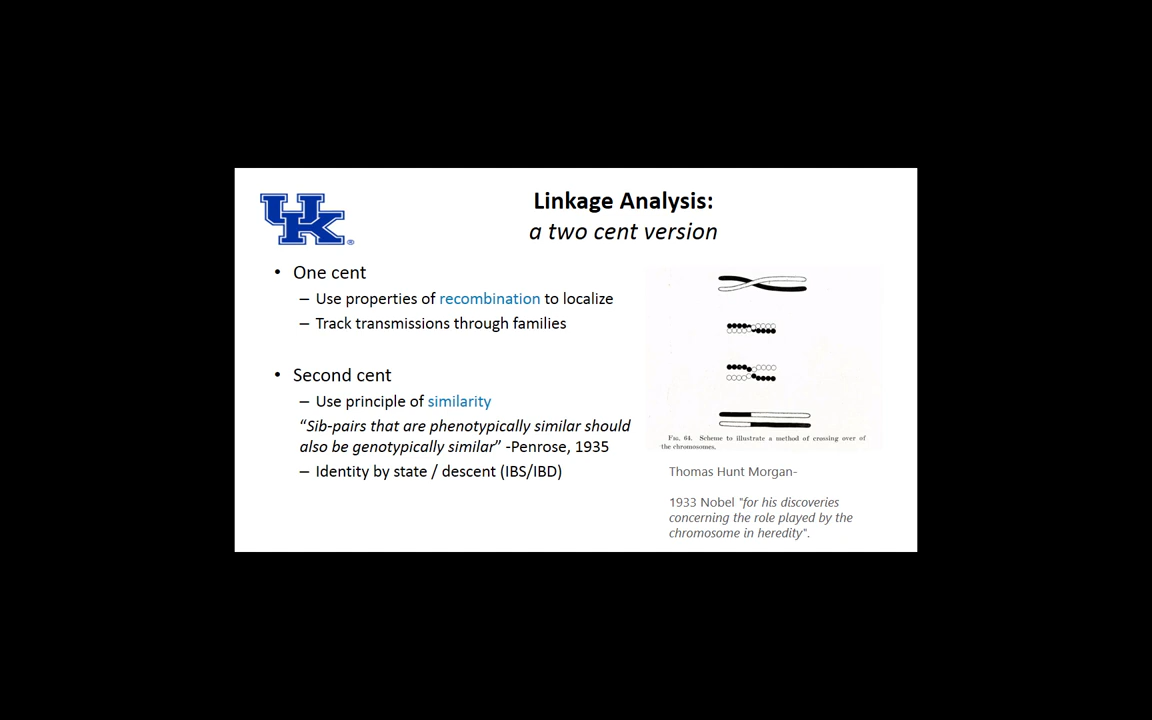 UK®
Linkage Analysis:
a two cent version
• One cent
– Use properties of recombination to localize
– Track transmissions through families
• Second cent
– Use principle of similarity
“Sib-pairs that are phenotypically similar should
also be genotypically similar” -Penrose, 1935
– Identity by state / descent (IBS/IBD)
Fig. 64. Scheme to illustrate a method of crossing over of
the chromosomes.
Thomas Hunt Morgan-
1933 Nobel "for his discoveries
concerning the role played by the
chromosome in heredity".